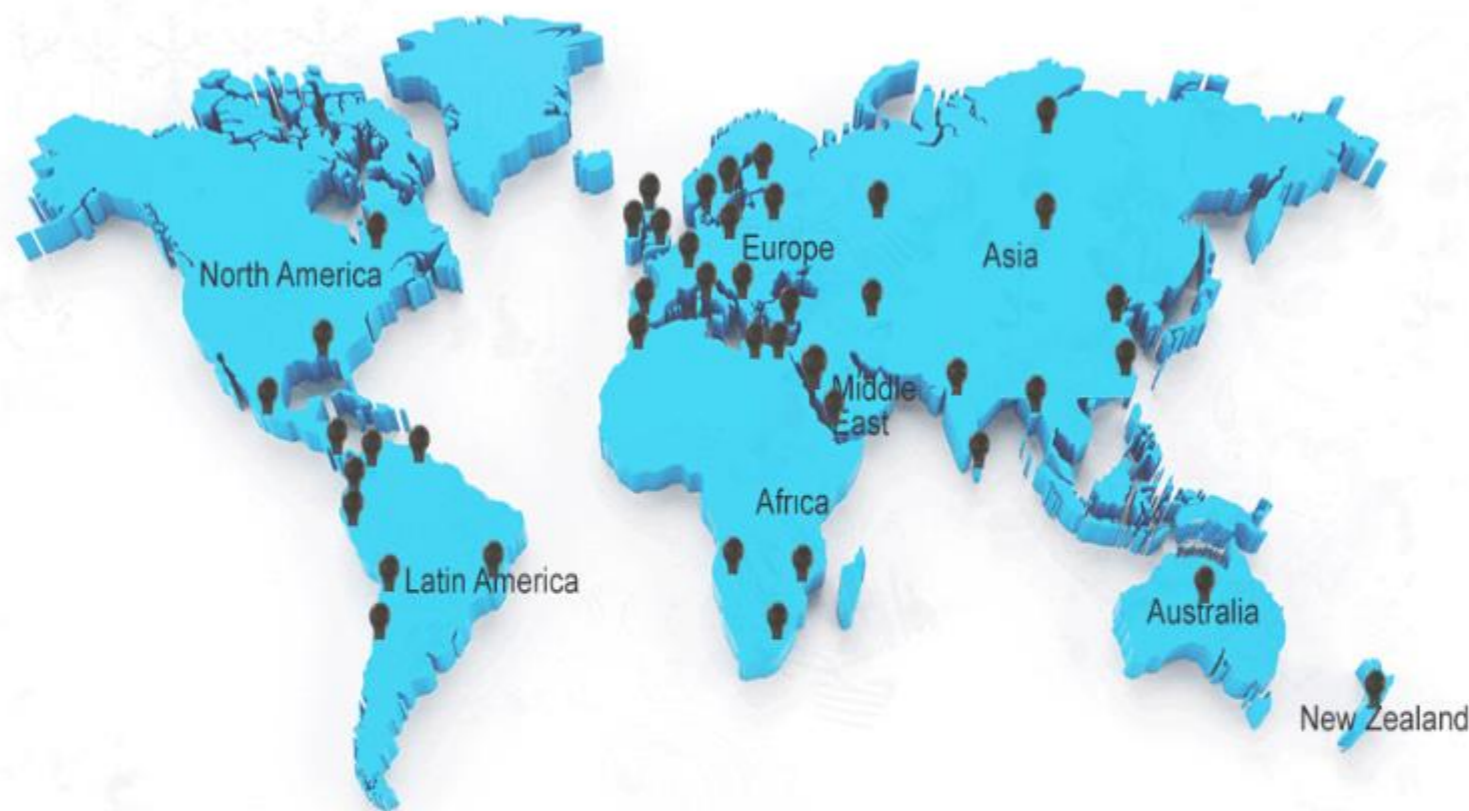 North America
Europe
Asia
Middle
East
Africa
Latin America
Australia
New Zealand